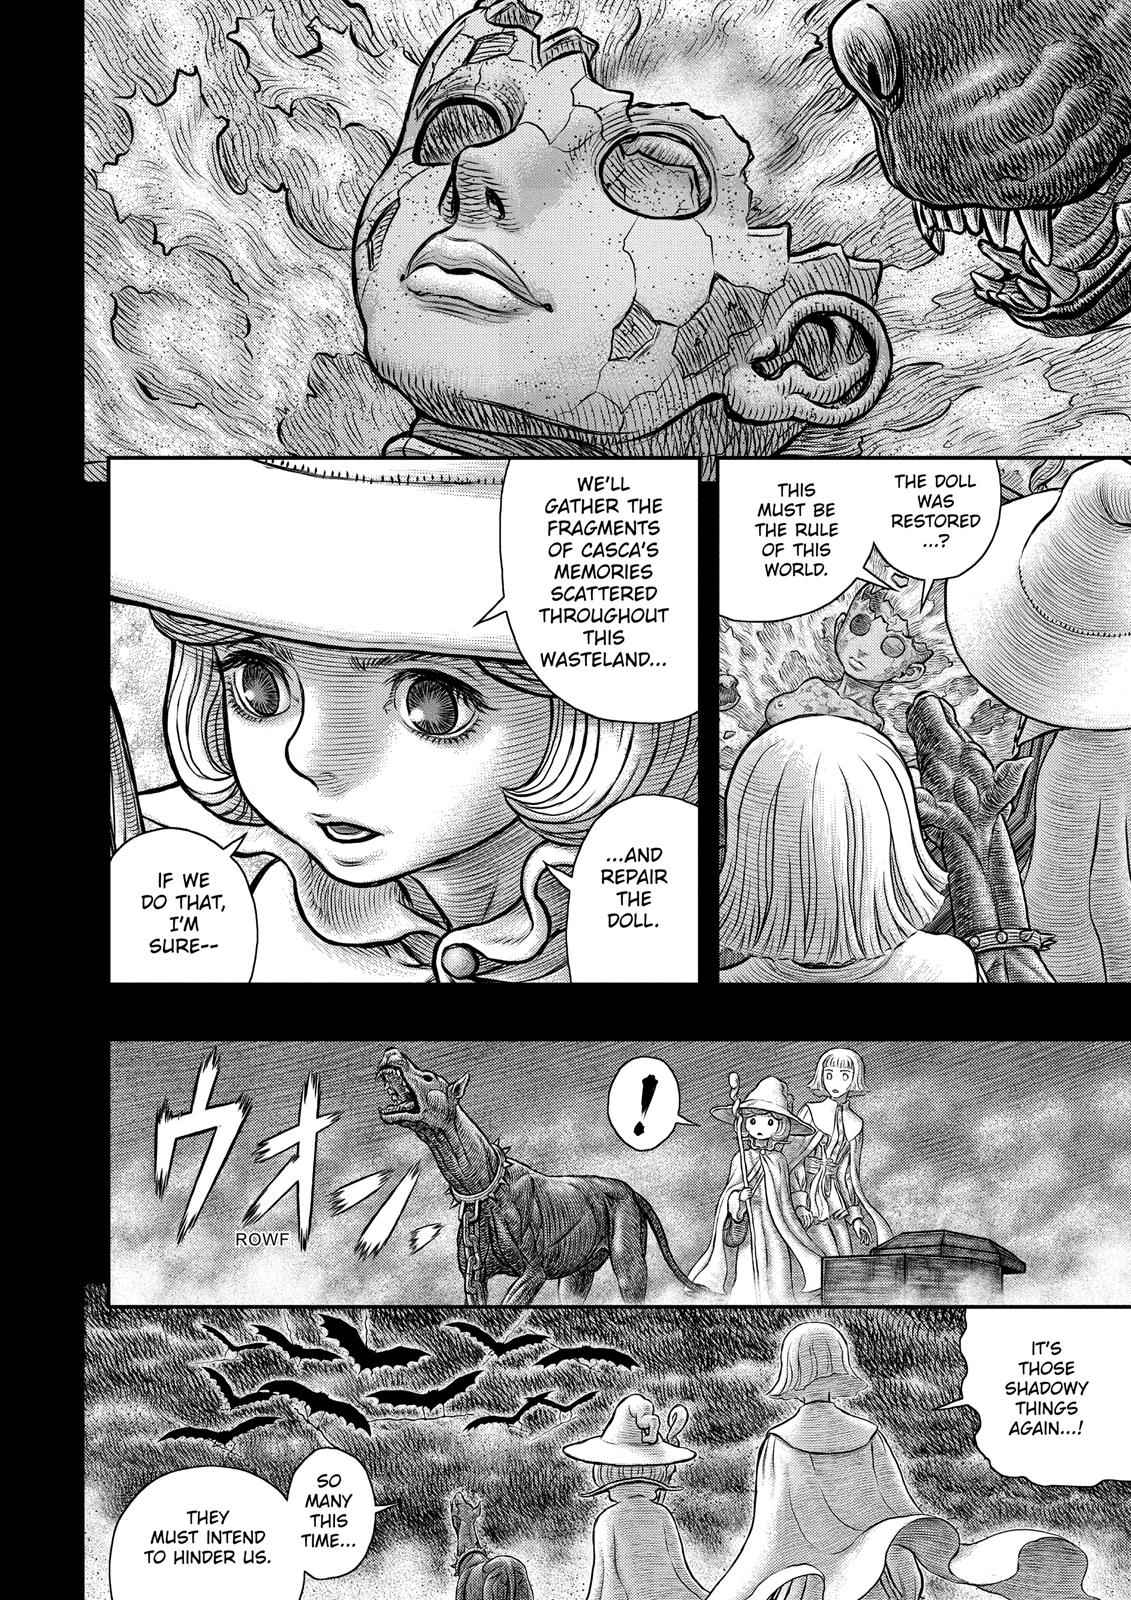 THE DOLL
WAS
RESTORED
...?
THIS
MUST BE
THE RULE
OF THIS
WORLD.
WE'LL
GATHER THE
FRAGMENTS
OF CASCA'S
MEMORIES
SCATTERED
THROUGHOUT
THIS
WASTELAND...
...AND
REPAIR
THE
DOLL.
IF WE
DO THAT,
I'M
SURE--
!
ウオッ
ROWF
IT'S
THOSE
SHADOWY
THINGS
AGAIN...!
SO
MANY
THIS
TIME...
THEY
MUST INTEND
TO HINDER US.